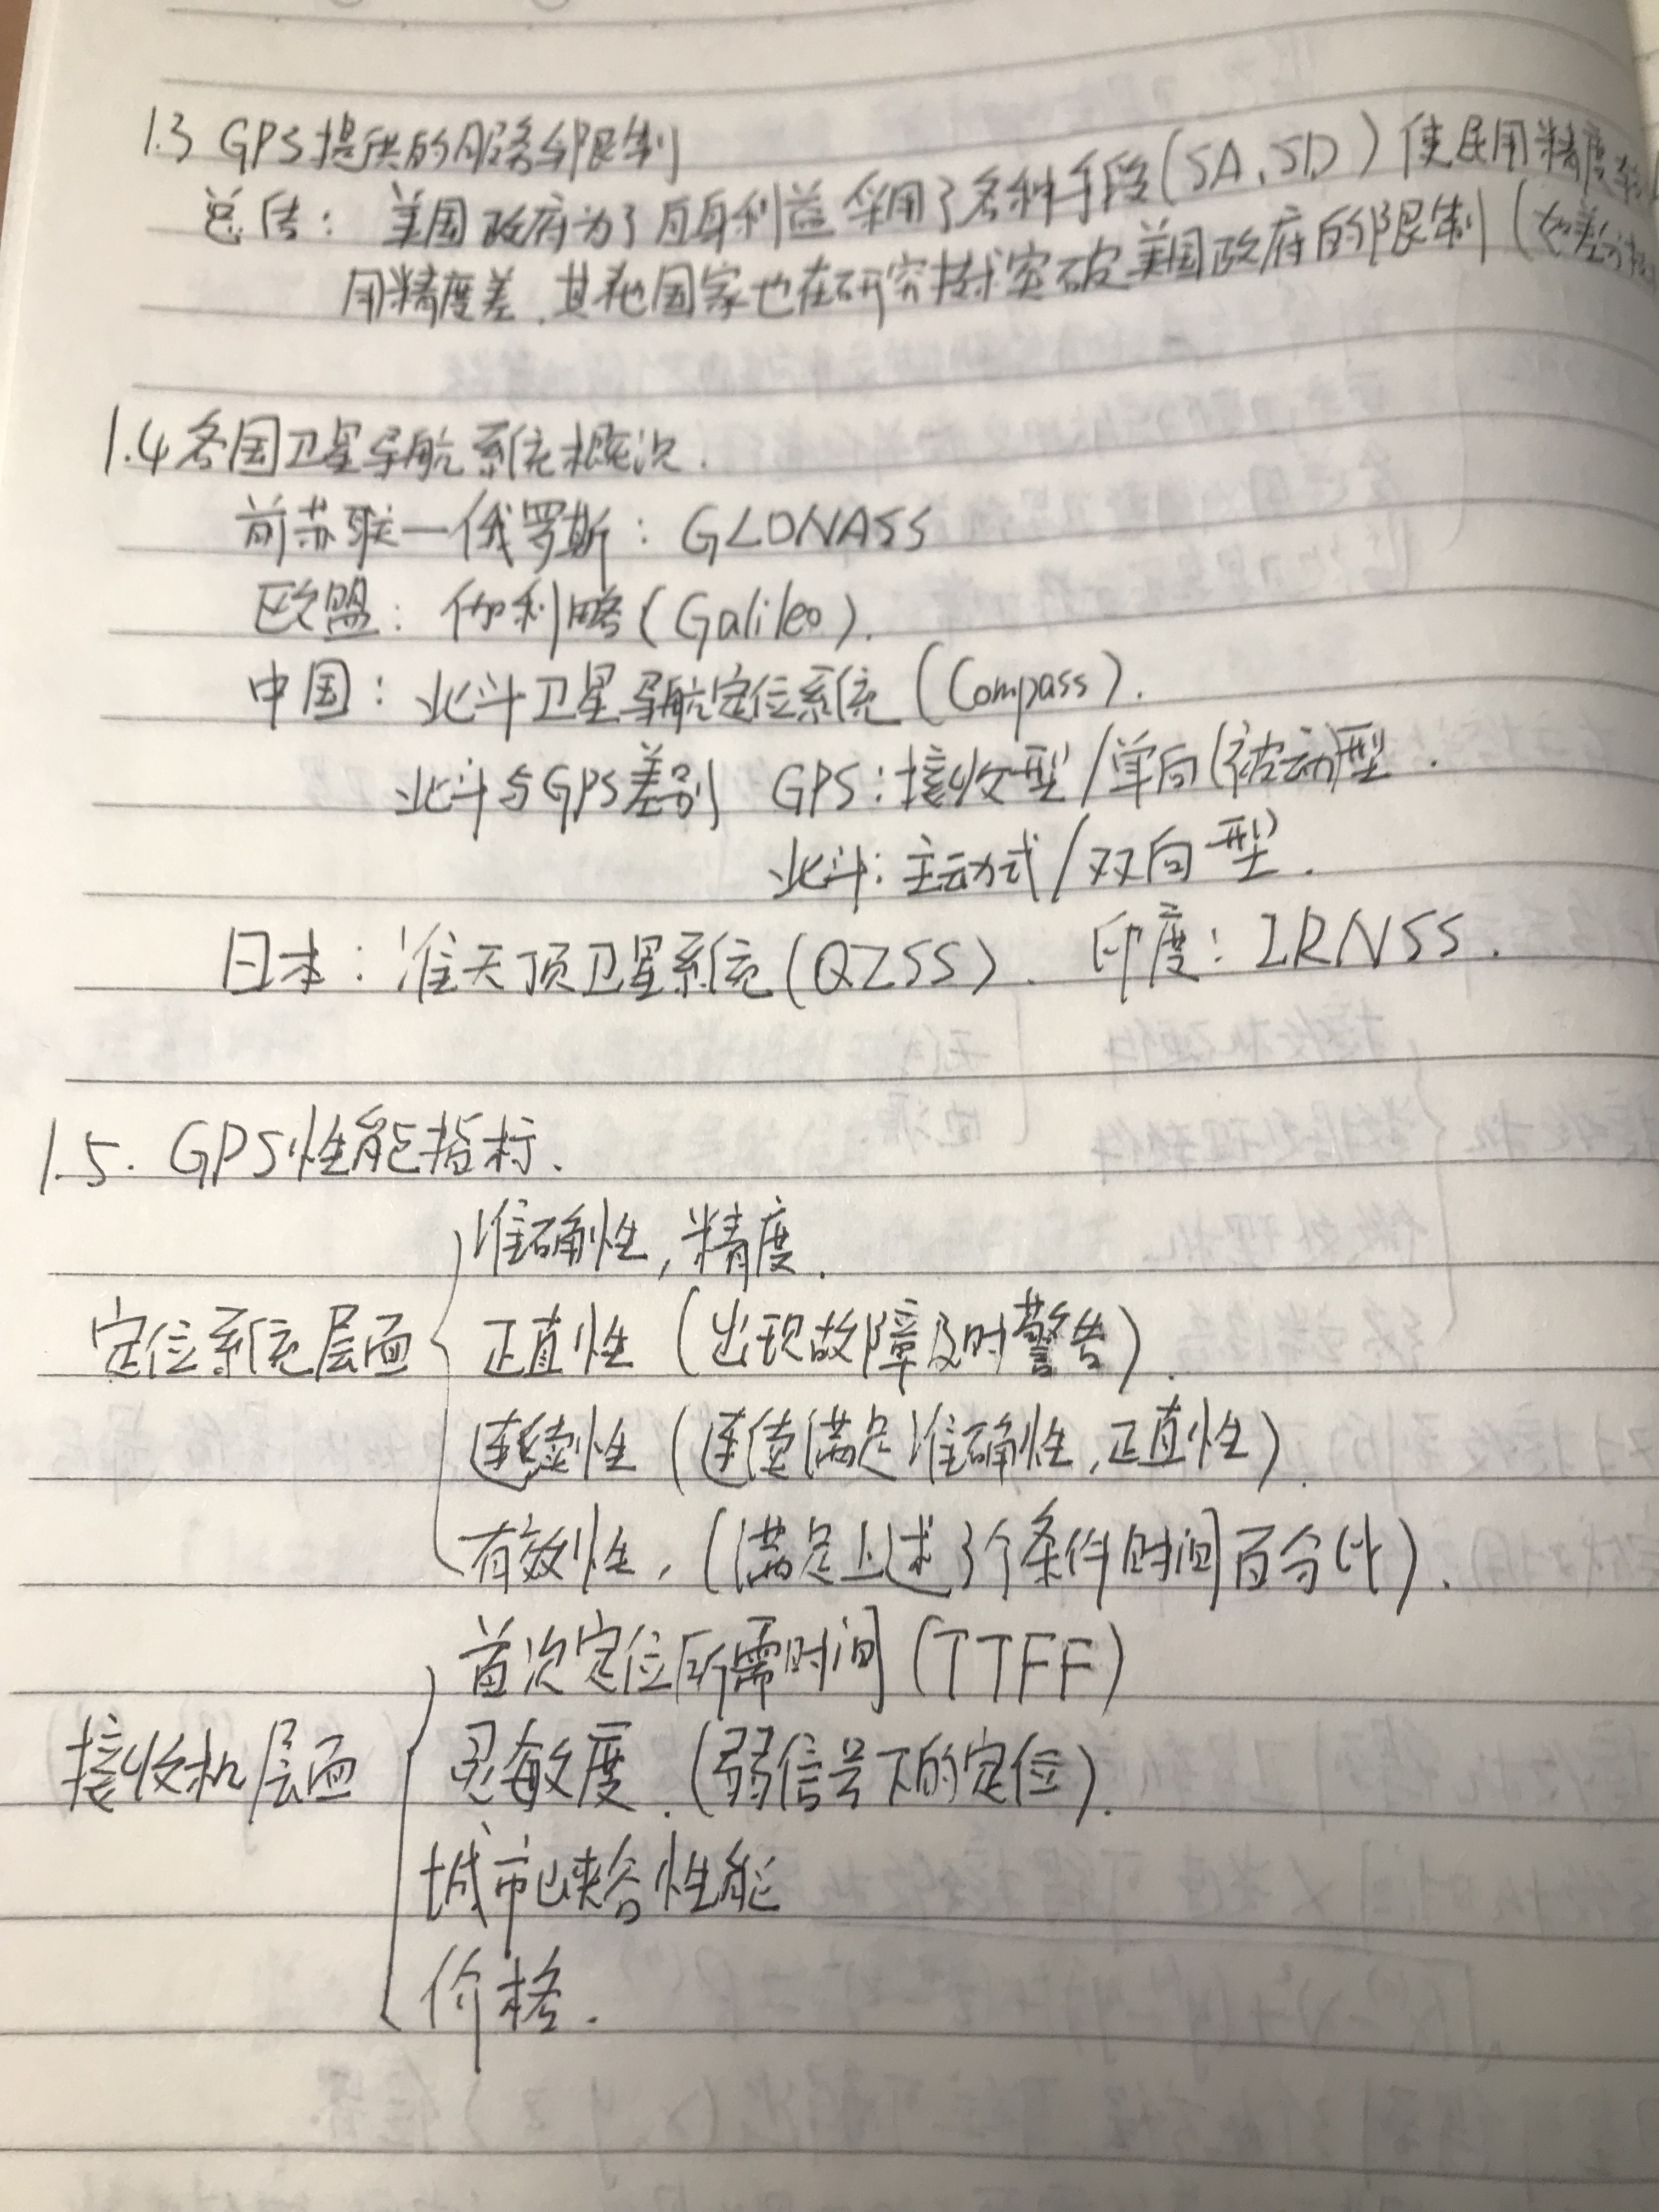 1.3 GPS提供的服务和限制
总结：美国政府为了自身利益采用了各种手段(SA、SD)使民用精度
用精度差，其他国家也在研究技术突破美国政府的限制(如差分
1.4 各国卫星导航系统概况.
前苏联—俄罗斯：GLONASS
欧盟：伽利略(Galileo).
中国：北斗卫星导航定位系统(Compass).
北斗与GPS差别 GPS:接收型/单向(被动)型.
北斗:主动式/双向型.
日本：准天顶卫星系统(QZSS). 印度：IRNSS.
1.5. GPS性能指标.
准确性,精度.
定位系统层面 正直性(出现故障及时警告).
连续性(连续满足准确性,正直性).
有效性,(满足上述3个条件时间百分比).
首次定位所需时间(TTFF)
接收机层面 灵敏度.(弱信号下的定位).
城市峡谷性能
价格.